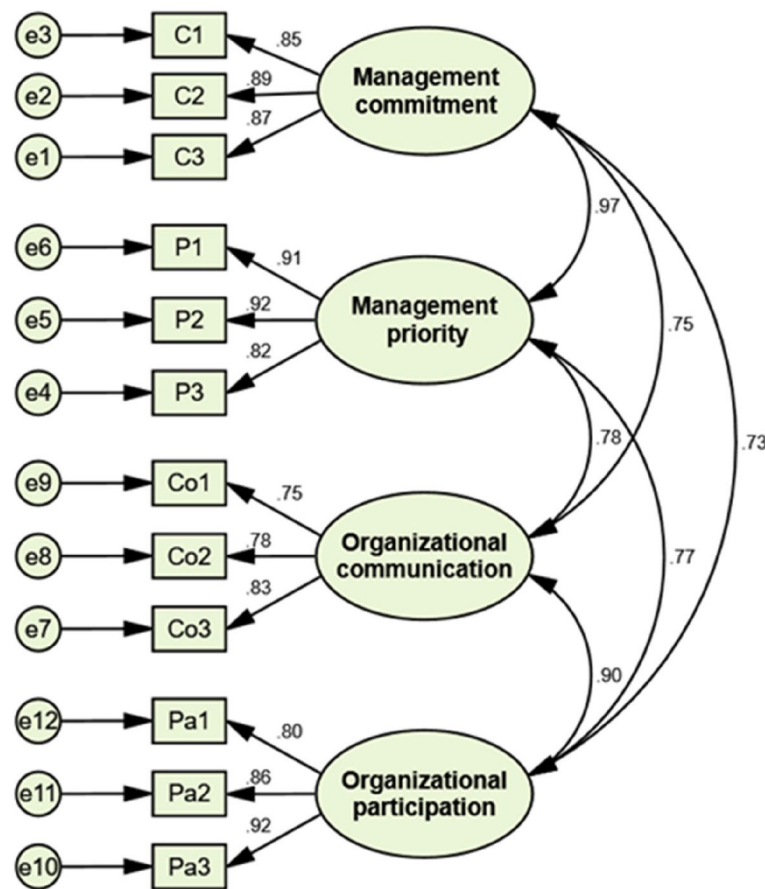 e3
C1
.85
e2
C2
.89
Management
commitment
e1
C3
.87
.97
e6
P1
.91
e5
P2
.92
Management
priority
.75
e4
P3
.82
.78
.73
e9
Co1
.75
e8
Co2
.78
Organizational
communication
.77
e7
Co3
.83
.90
e12
Pa1
.80
e11
Pa2
.86
Organizational
participation
e10
Pa3
.92